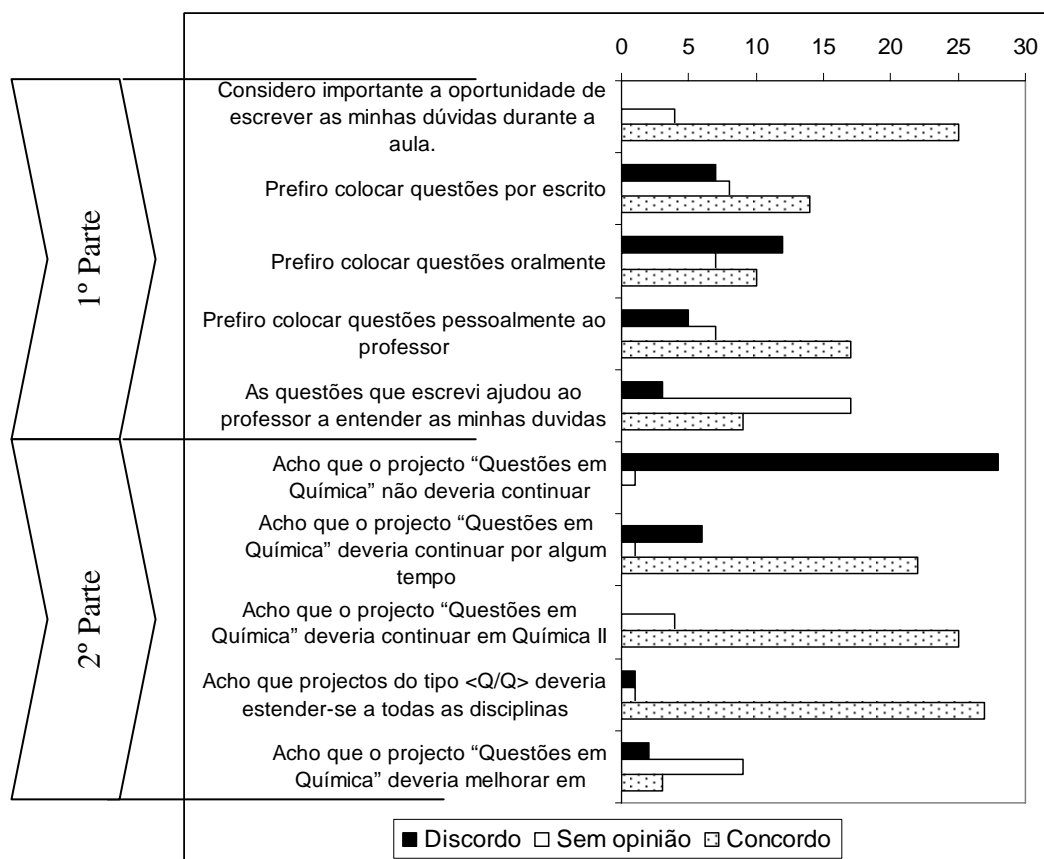 0 5 10 15 20 25 30
1º Parte
Considero importante a oportunidade de
escrever as minhas dúvidas durante a
aula.
Prefiro colocar questões por escrito
Prefiro colocar questões oralmente
Prefiro colocar questões pessoalmente ao
professor
As questões que escrevi ajudou ao
professor a entender as minhas duvidas
2º Parte
Acho que o projecto “Questões em
Química” não deveria continuar
Acho que o projecto “Questões em
Química” deveria continuar por algum
tempo
Acho que o projecto “Questões em
Química” deveria continuar em Química II
Acho que projectos do tipo <Q/Q> deveria
estender-se a todas as disciplinas
Acho que o projecto “Questões em
Química” deveria melhorar em
Discordo Sem opinião Concordo